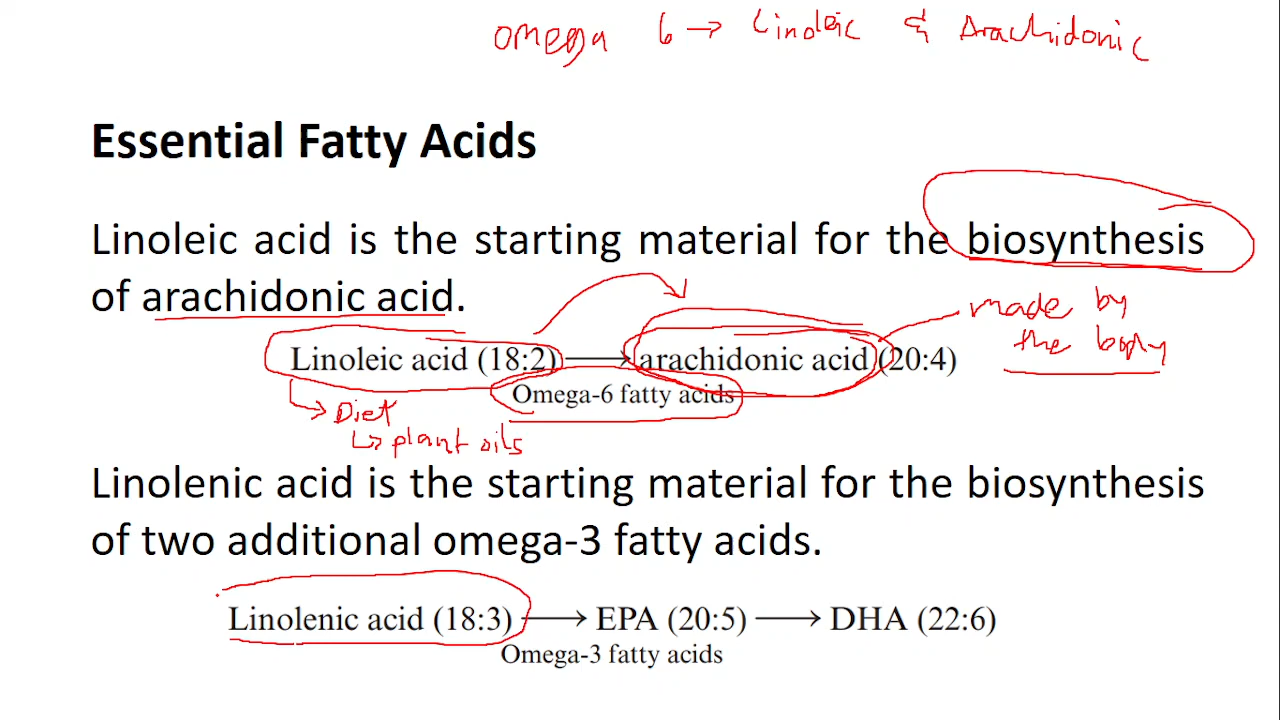 omega 6 → Linoleic & Arachidonic
Essential Fatty Acids
Linoleic acid is the starting material for the biosynthesis
of arachidonic acid.
made by
the body
Linoleic acid (18:2) ⟶ arachidonic acid (20:4)
Omega-6 fatty acids
↳ Diet
↳ plant oils
Linolenic acid is the starting material for the biosynthesis
of two additional omega-3 fatty acids.
Linolenic acid (18:3) ⟶ EPA (20:5) ⟶ DHA (22:6)
Omega-3 fatty acids